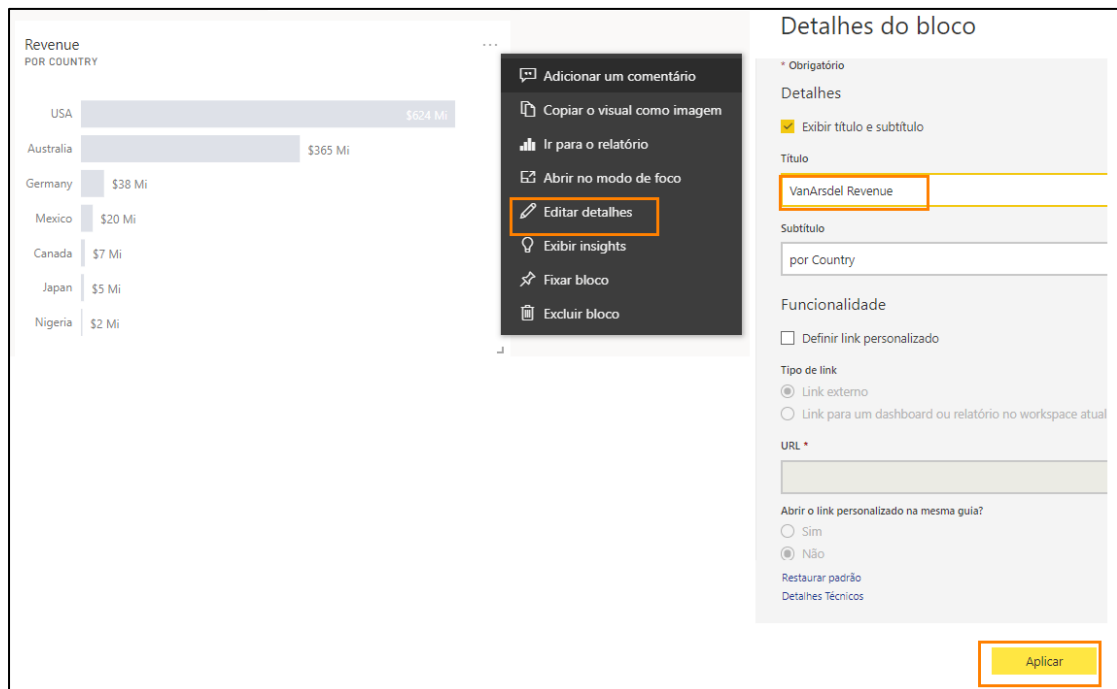 Revenue
POR COUNTRY
USA $624 Mi
Australia $365 Mi
Germany $38 Mi
Mexico $20 Mi
Canada $7 Mi
Japan $5 Mi
Nigeria $2 Mi
Adicionar um comentário
Copiar o visual como imagem
Ir para o relatório
Abrir no modo de foco
Editar detalhes
Exibir insights
Fixar bloco
Excluir bloco
Detalhes do bloco
* Obrigatório
Detalhes
Exibir título e subtítulo
Título
VanArsdel Revenue
Subtítulo
por Country
Funcionalidade
Definir link personalizado
Tipo de link
Link externo
Link para um dashboard ou relatório no workspace atual
URL *
Abrir o link personalizado na mesma guia?
Sim
Não
Restaurar padrão
Detalhes Técnicos
Aplicar